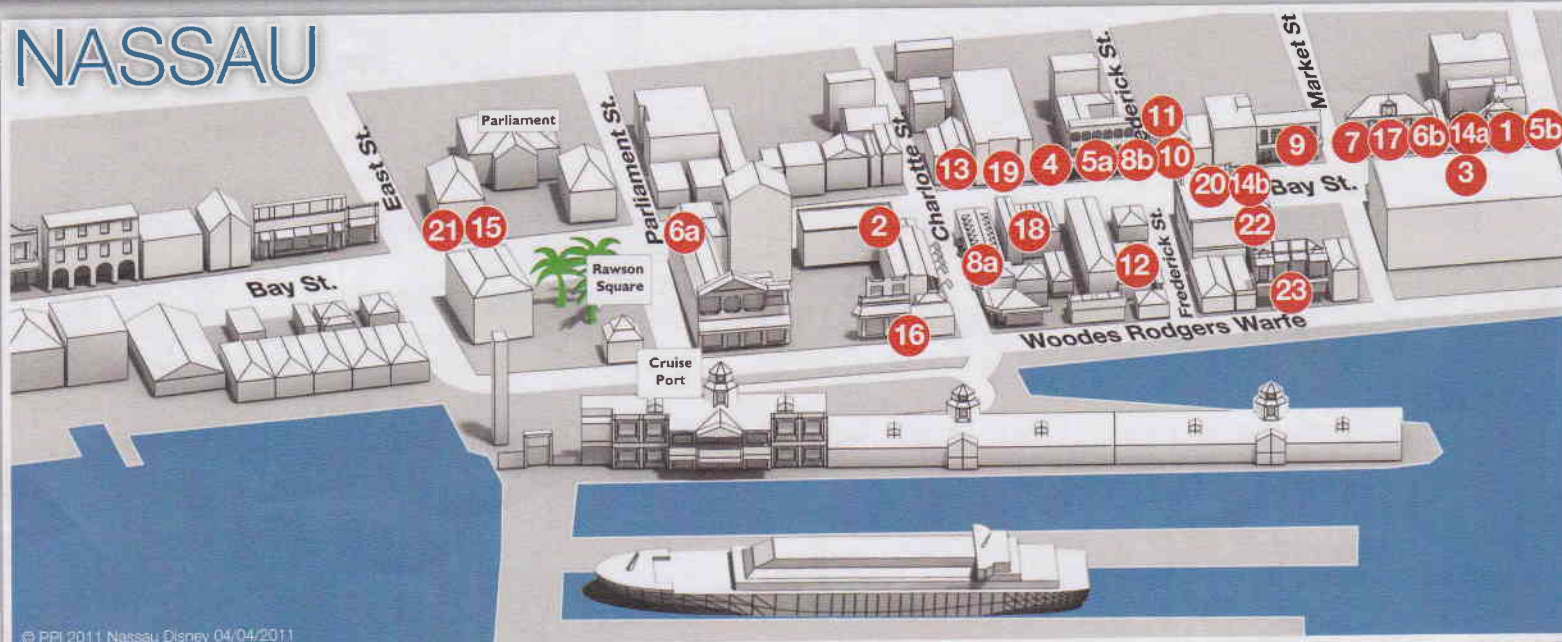 NASSAU
East St.
Parliament
Parliament St.
Charlotte St.
Frederick St.
Market St
11
13
19
4
5a
8b
10
9
7
17
6b
14a
1
5b
3
20
14b
Bay St.
22
21
15
6a
2
18
8a
12
Frederick St.
23
Rawson
Square
Bay St.
16
Woodes Rodgers Warfe
Cruise
Port
© PPI 2011 Nassau Disney 04/04/2011